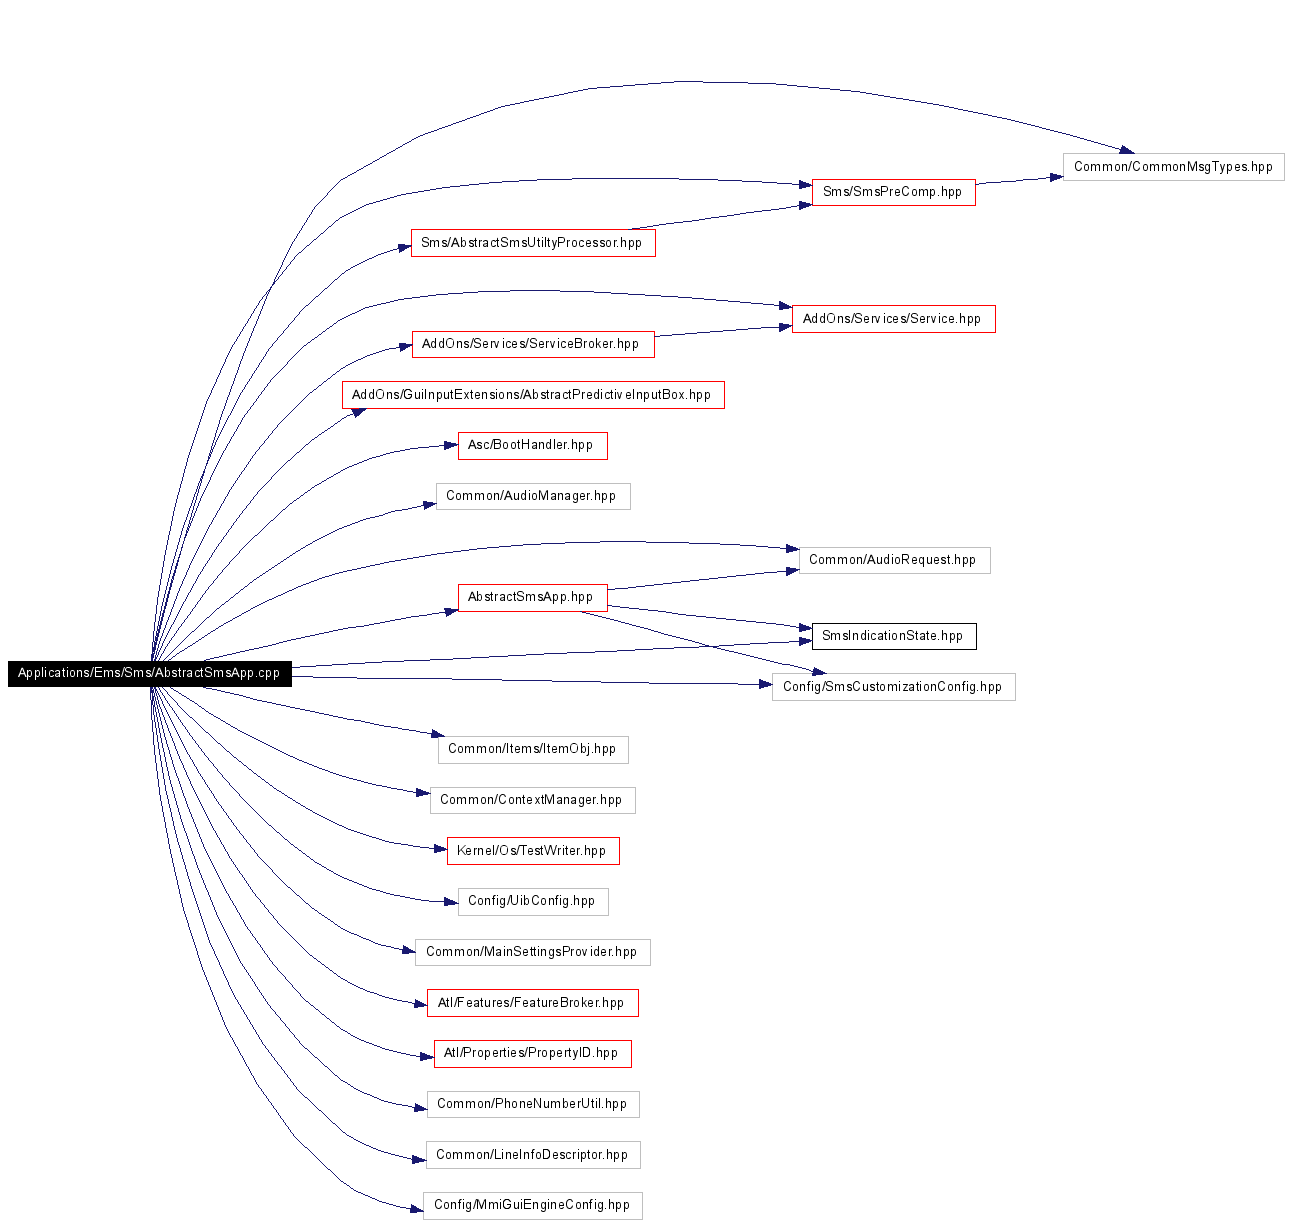 Common/CommonMsgTypes.hpp
Sms/SmsPreComp.hpp
Sms/AbstractSmsUtiltyProcessor.hpp
AddOns/Services/Service.hpp
AddOns/Services/ServiceBroker.hpp
AddOns/GuiInputExtensions/AbstractPredictiveInputBox.hpp
Asc/BootHandler.hpp
Common/AudioManager.hpp
Common/AudioRequest.hpp
AbstractSmsApp.hpp
SmsIndicationState.hpp
Applications/Ems/Sms/AbstractSmsApp.cpp
Config/SmsCustomizationConfig.hpp
Common/Items/ItemObj.hpp
Common/ContextManager.hpp
Kernel/Os/TestWriter.hpp
Config/UibConfig.hpp
Common/MainSettingsProvider.hpp
Atl/Features/FeatureBroker.hpp
Atl/Properties/PropertyID.hpp
Common/PhoneNumberUtil.hpp
Common/LineInfoDescriptor.hpp
Config/MmiGuiEngineConfig.hpp